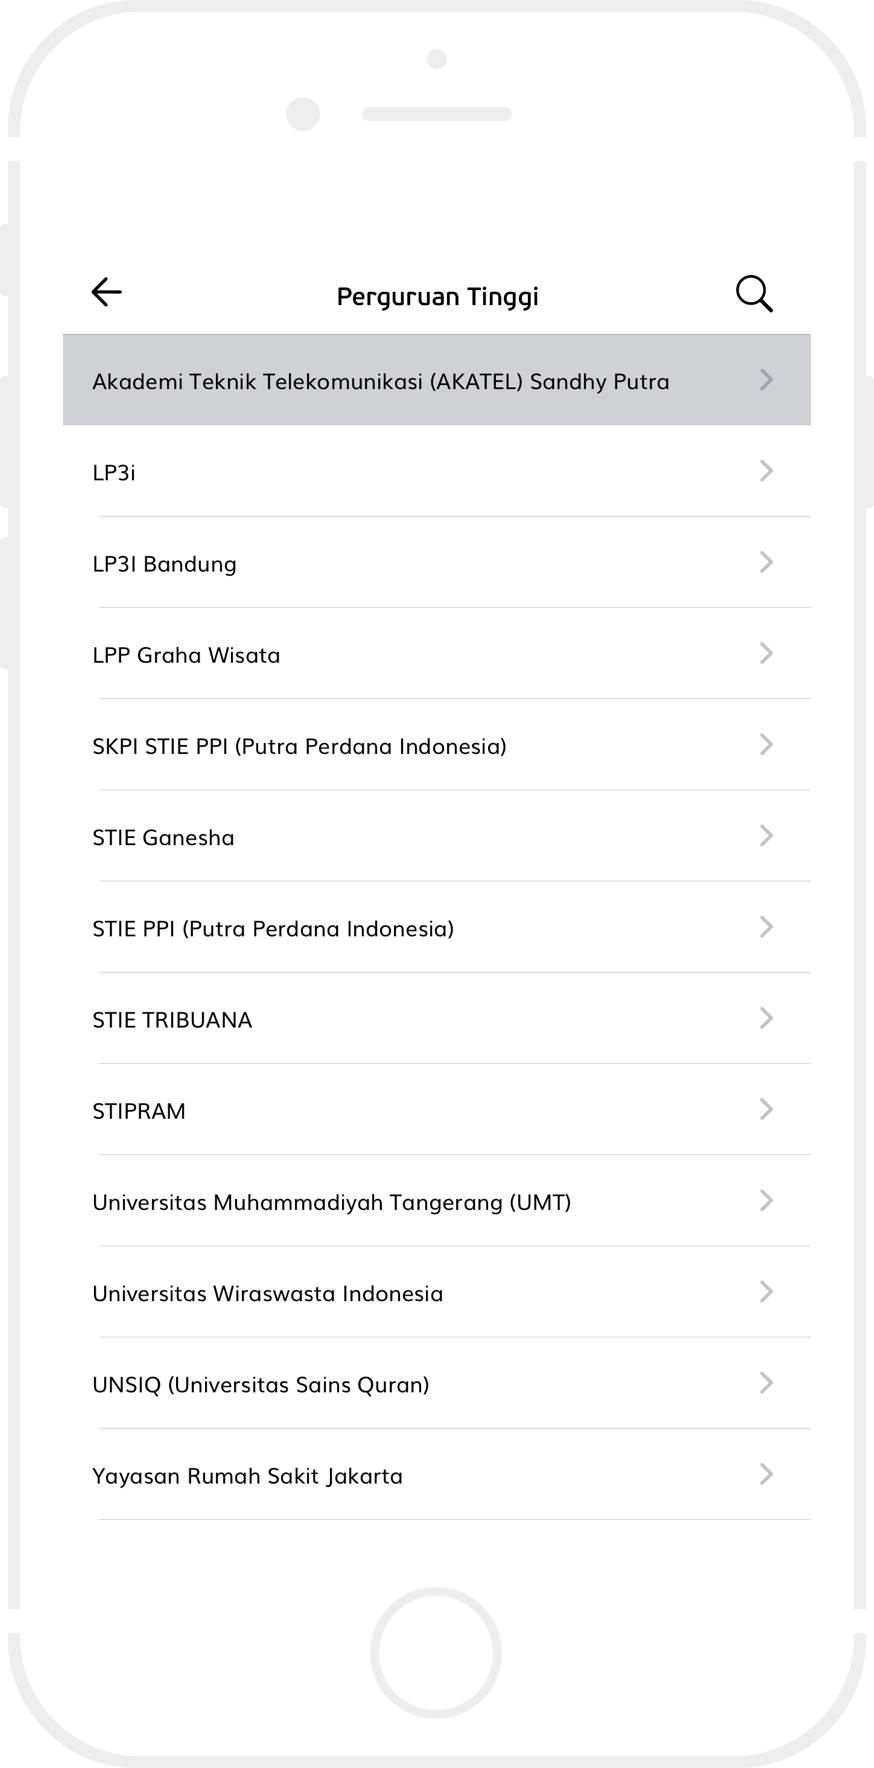 Perguruan Tinggi
Akademi Teknik Telekomunikasi (AKATEL) Sandhy Putra
LP3i
LP3I Bandung
LPP Graha Wisata
SKPI STIE PPI (Putra Perdana Indonesia)
STIE Ganesha
STIE PPI (Putra Perdana Indonesia)
STIE TRIBUANA
STIPRAM
Universitas Muhammadiyah Tangerang (UMT)
Universitas Wiraswasta Indonesia
UNSIQ (Universitas Sains Quran)
Yayasan Rumah Sakit Jakarta